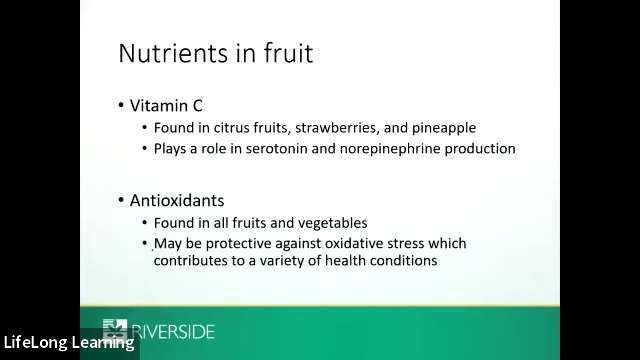 Nutrients in fruit
• Vitamin C
• Found in citrus fruits, strawberries, and pineapple
• Plays a role in serotonin and norepinephrine production
• Antioxidants
• Found in all fruits and vegetables
• May be protective against oxidative stress which
contributes to a variety of health conditions
RIVERSIDE
LifeLong Learning